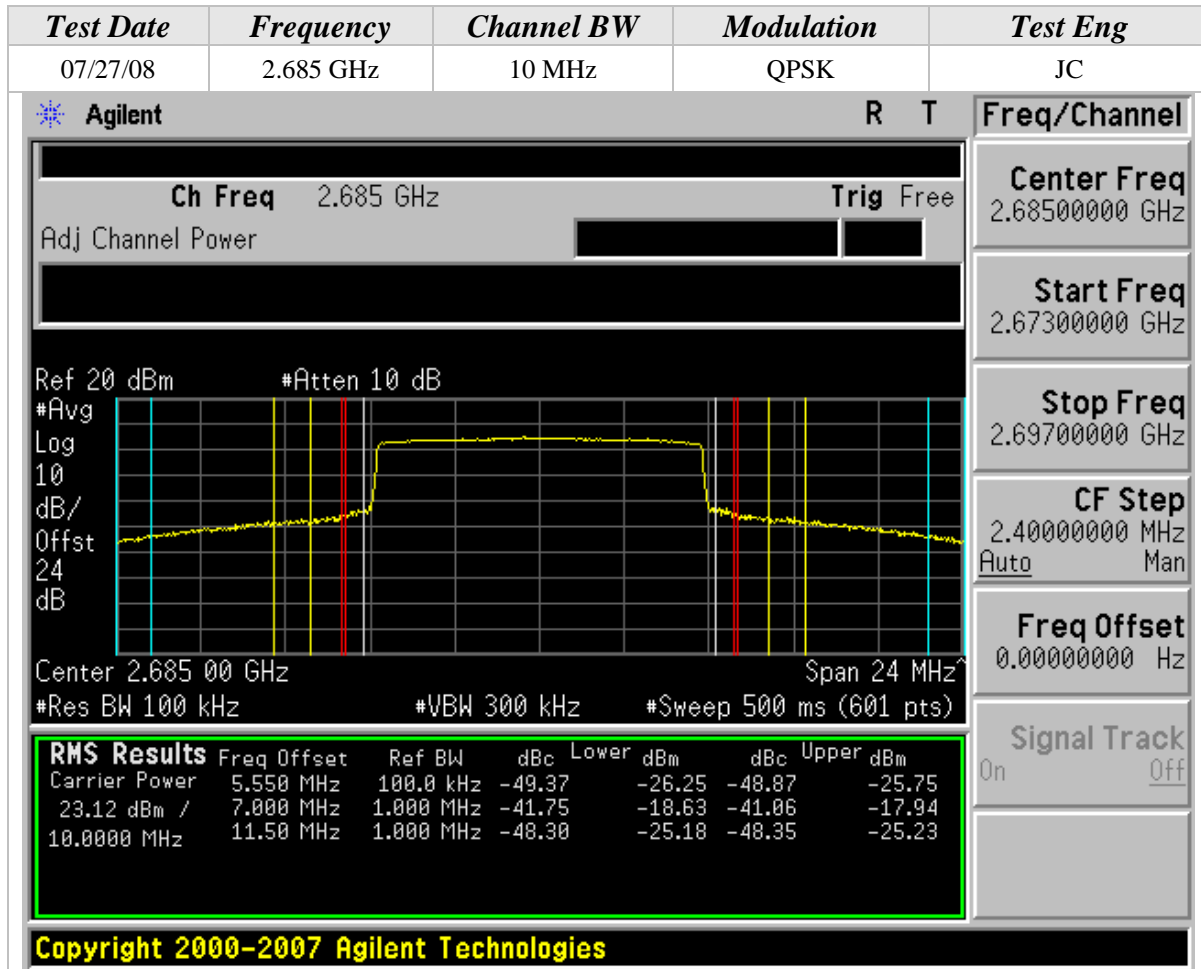 Test Date Frequency Channel BW Modulation Test Eng
07/27/08 2.685 GHz 10 MHz QPSK JC
Agilent R T Freq/Channel
Ch Freq 2.685 GHz Trig Free
Adj Channel Power
Center Freq
2.68500000 GHz
Start Freq
2.67300000 GHz
Stop Freq
2.69700000 GHz
CF Step
2.40000000 MHz
Auto Man
Freq Offset
0.00000000 Hz
Signal Track
On Off
Ref 20 dBm #Atten 10 dB
#Avg
Log
10
dB/
Offst
24
dB
Center 2.685 00 GHz Span 24 MHz^
#Res BW 100 kHz #VBW 300 kHz #Sweep 500 ms (601 pts)
RMS Results Freq Offset Ref BW dBc Lower dBm dBc Upper dBm
Carrier Power 5.550 MHz 100.0 kHz -49.37 -26.25 -48.87 -25.75
23.12 dBm / 7.000 MHz 1.000 MHz -41.75 -18.63 -41.06 -17.94
10.0000 MHz 11.50 MHz 1.000 MHz -48.30 -25.18 -48.35 -25.23
Copyright 2000-2007 Agilent Technologies